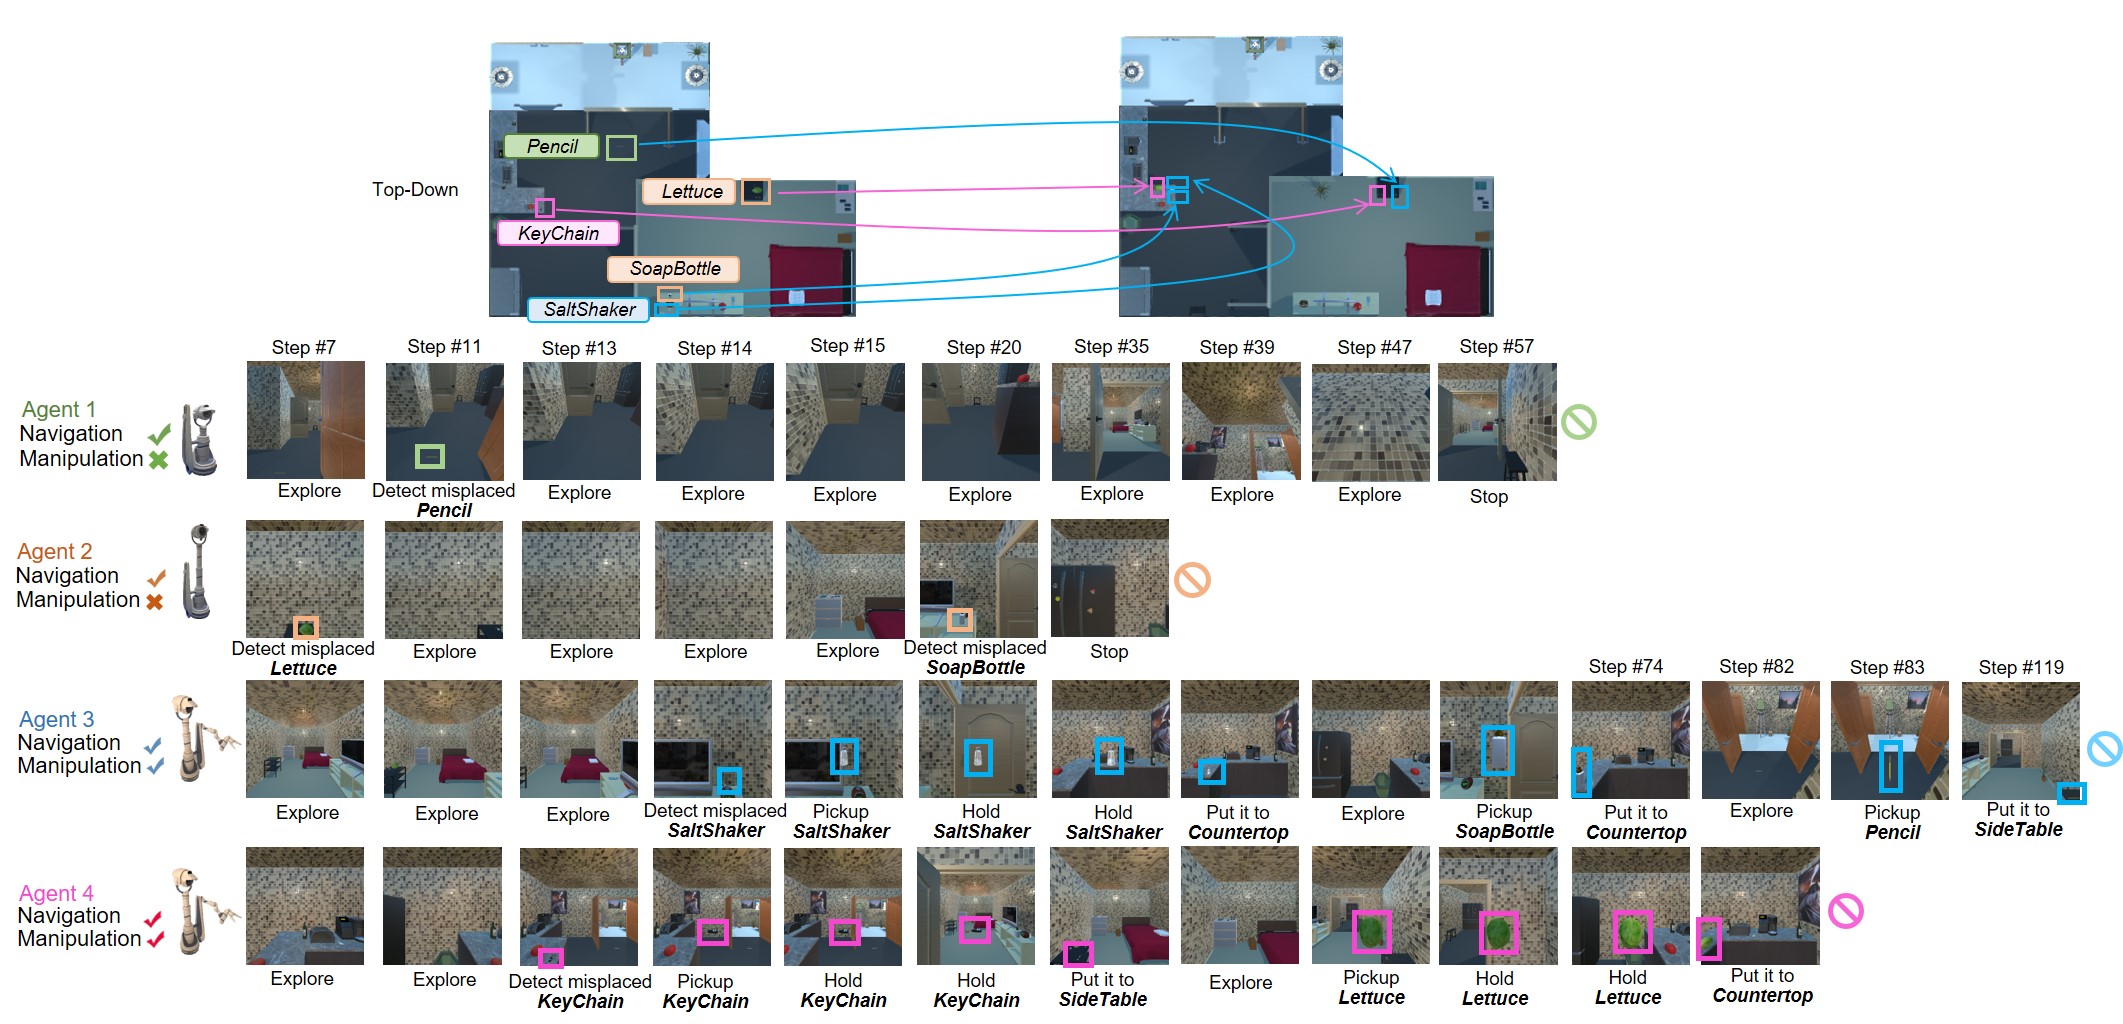 Top-Down
Pencil
Lettuce
KeyChain
SoapBottle
SaltShaker
Step #7
Step #11
Step #13
Step #14
Step #15
Step #20
Step #35
Step #39
Step #47
Step #57
Agent 1
Navigation
Manipulation
Explore
Detect misplaced
Pencil
Explore
Explore
Explore
Explore
Explore
Explore
Explore
Stop
Agent 2
Navigation
Manipulation
Detect misplaced
Lettuce
Explore
Explore
Explore
Explore
Detect misplaced
SoapBottle
Stop
Step #74
Step #82
Step #83
Step #119
Agent 3
Navigation
Manipulation
Explore
Explore
Explore
Detect misplaced
SaltShaker
Pickup
SaltShaker
Hold
SaltShaker
Hold
SaltShaker
Put it to
Countertop
Explore
Pickup
SoapBottle
Put it to
Countertop
Explore
Pickup
Pencil
Put it to
SideTable
Agent 4
Navigation
Manipulation
Explore
Explore
Detect misplaced
KeyChain
Pickup
KeyChain
Hold
KeyChain
Hold
KeyChain
Put it to
SideTable
Explore
Pickup
Lettuce
Hold
Lettuce
Hold
Lettuce
Put it to
Countertop